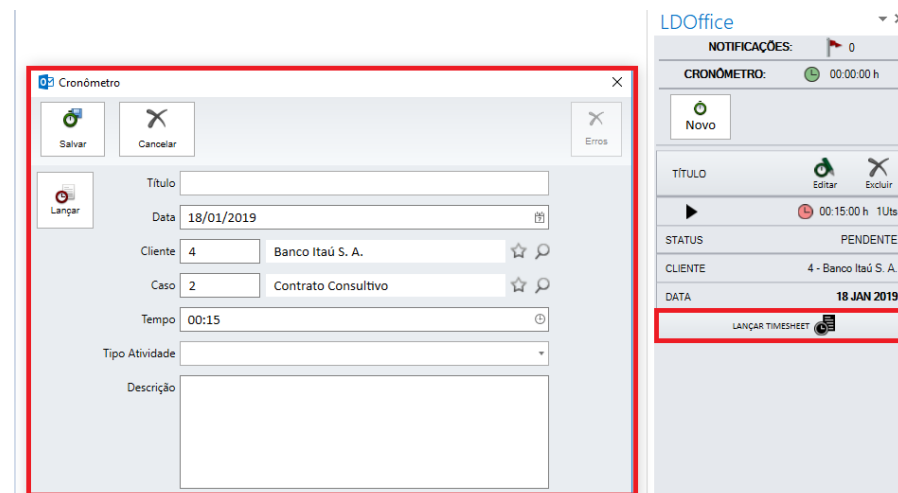 Cronômetro
Salvar
Cancelar
Erros
Lançar
Título
Data 18/01/2019
Cliente 4 Banco Itaú S. A.
Caso 2 Contrato Consultivo
Tempo 00:15
Tipo Atividade
Descrição
LDOffice
NOTIFICAÇÕES: 0
CRONÔMETRO: 00:00:00 h
Novo
TÍTULO
Editar
Excluir
00:15:00 h 1Uts
STATUS PENDENTE
CLIENTE 4 - Banco Itaú S. A.
DATA 18 JAN 2019
LANÇAR TIMESHEET